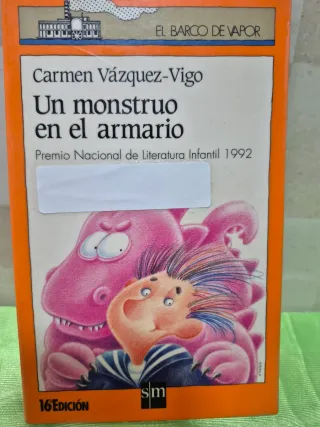 EL BARCO DE VAPOR
Carmen Vázquez-Vigo
Un monstruo
en el armario
Premio Nacional de Literatura Infantil 1992
sm
16ª EDICIÓN